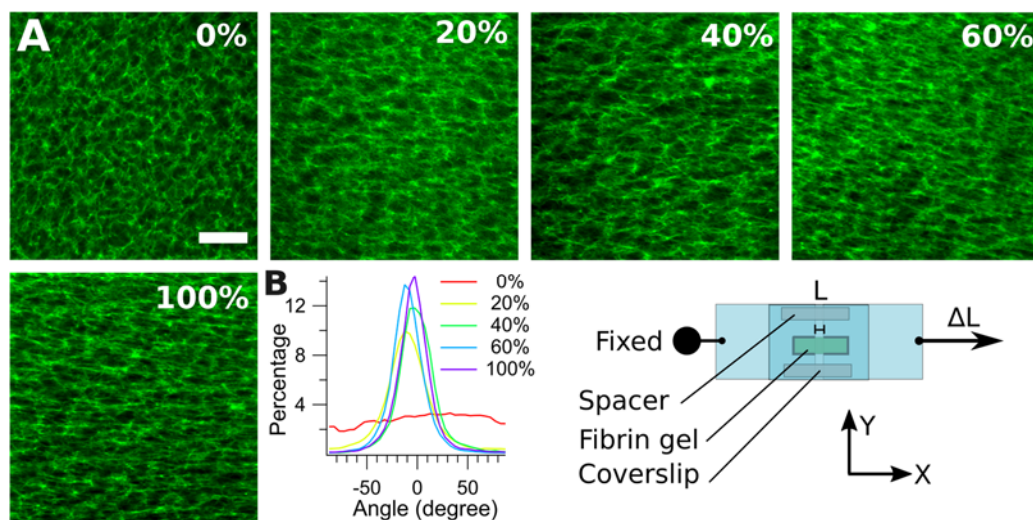 A
0%
20%
40%
60%
100%
B
12
8
4
Percentage
-50
0
50
Angle (degree)
0%
20%
40%
60%
100%
L
Fixed
ΔL
Spacer
Fibrin gel
Coverslip
Y
X